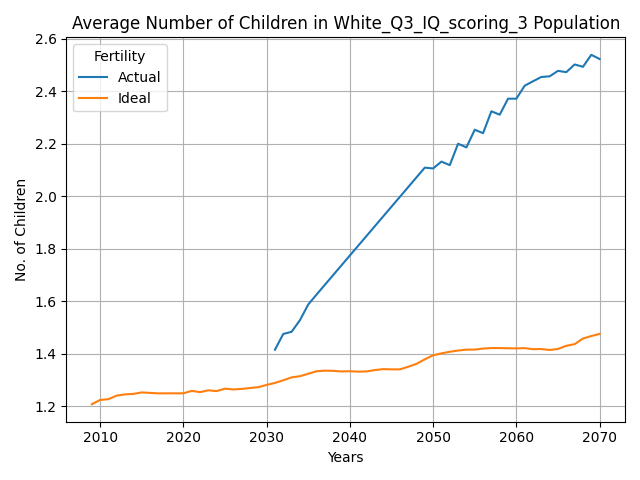 Average Number of Children in White_Q3_IQ_scoring_3 Population
Fertility
Actual
Ideal
No. of Children
2.6
2.4
2.2
2.0
1.8
1.6
1.4
1.2
2010 2020 2030 2040 2050 2060 2070
Years